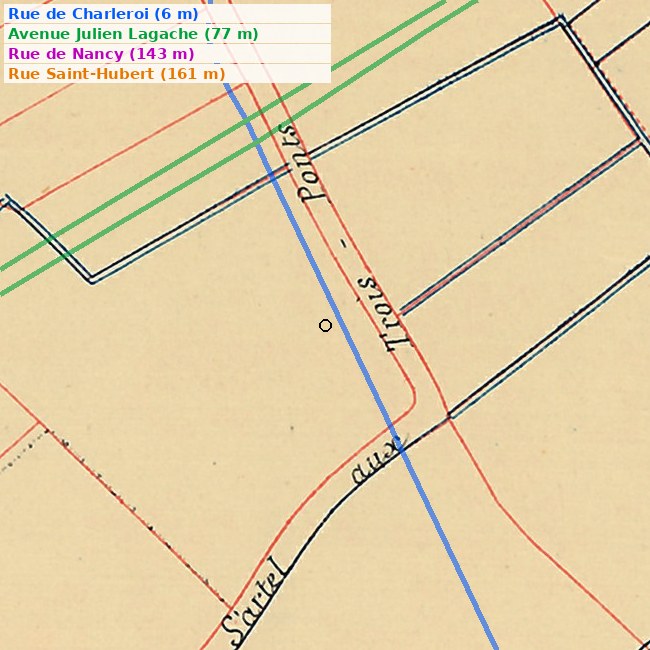 Rue de Charleroi (6 m)
Avenue Julien Lagache (77 m)
Rue de Nancy (143 m)
Rue Saint-Hubert (161 m)
S'artel aux Trois - Ponts